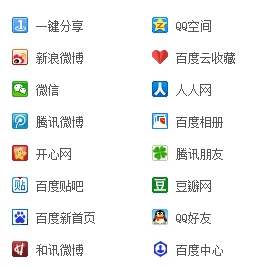 一键分享 QQ空间
新浪微博 百度云收藏
微信 人人网
腾讯微博 百度相册
开心网 腾讯朋友
贴 百度贴吧 豆 豆瓣网
百度新首页 QQ好友
和讯微博 百度中心